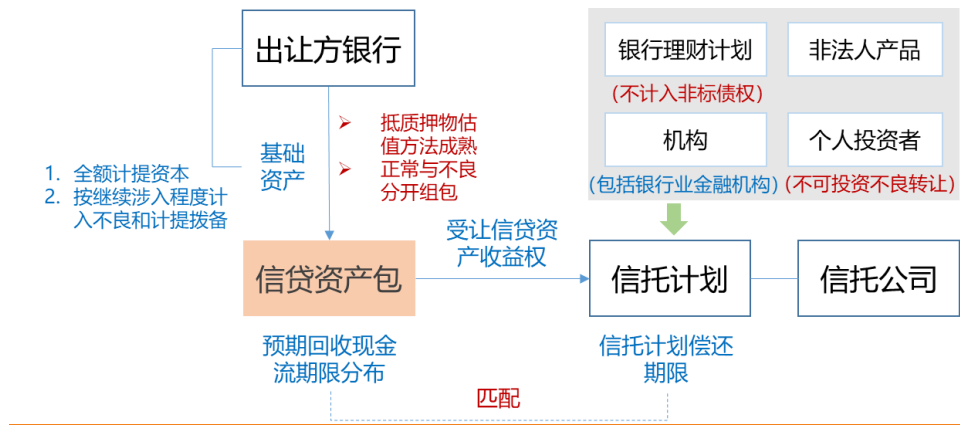 出让方银行
银行理财计划
非法人产品
(不计入非标债权)
机构
个人投资者
(包括银行业金融机构)
(不可投资不良转让)
➢ 抵质押物估
值方法成熟
➢ 正常与不良
分开组包
基础
资产
1. 全额计提资本
2. 按继续涉入程度计
入不良和计提拨备
受让信贷资
产收益权
信贷资产包
信托计划
信托公司
预期回收现金
流期限分布
信托计划偿还
期限
匹配